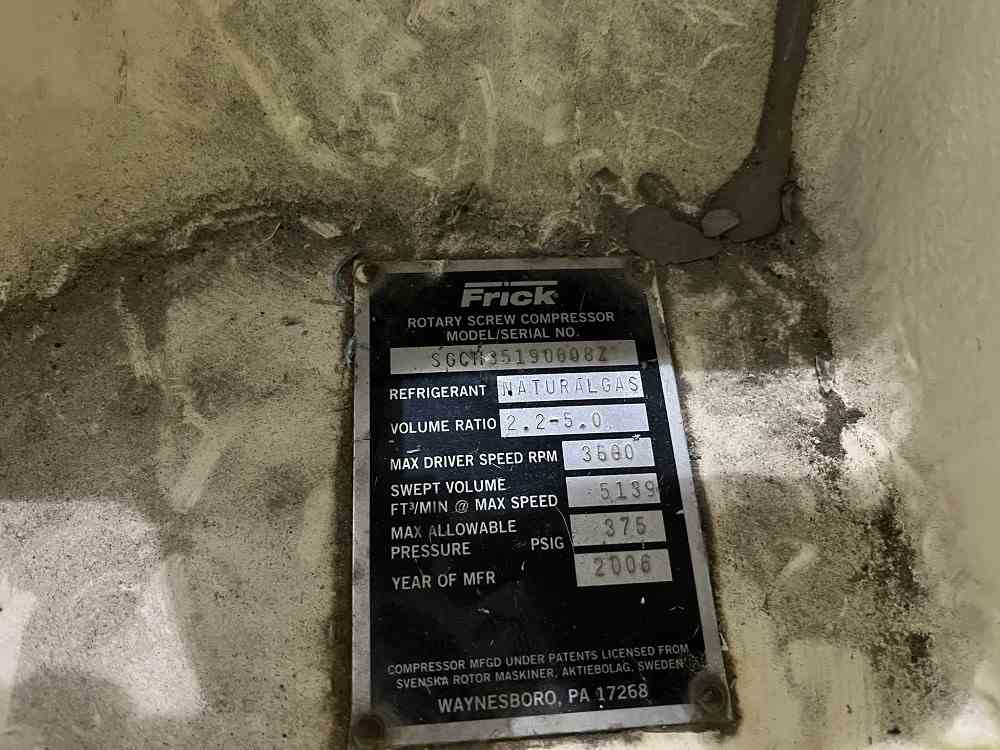 Frick
ROTARY SCREW COMPRESSOR
MODEL/SERIAL NO.
REFRIGERANT NATURALGAS
VOLUME RATIO 2.2-5.0
MAX DRIVER SPEED RPM 3600
SWEPT VOLUME
FT³/MIN @ MAX SPEED 5139
MAX ALLOWABLE
PRESSURE PSIG 375
YEAR OF MFR 2006
COMPRESSOR MFGD UNDER PATENTS LICENSED FROM
SVENSKA ROTOR MASKINER, AKTIEBOLAG, SWEDEN
WAYNESBORO, PA 17268